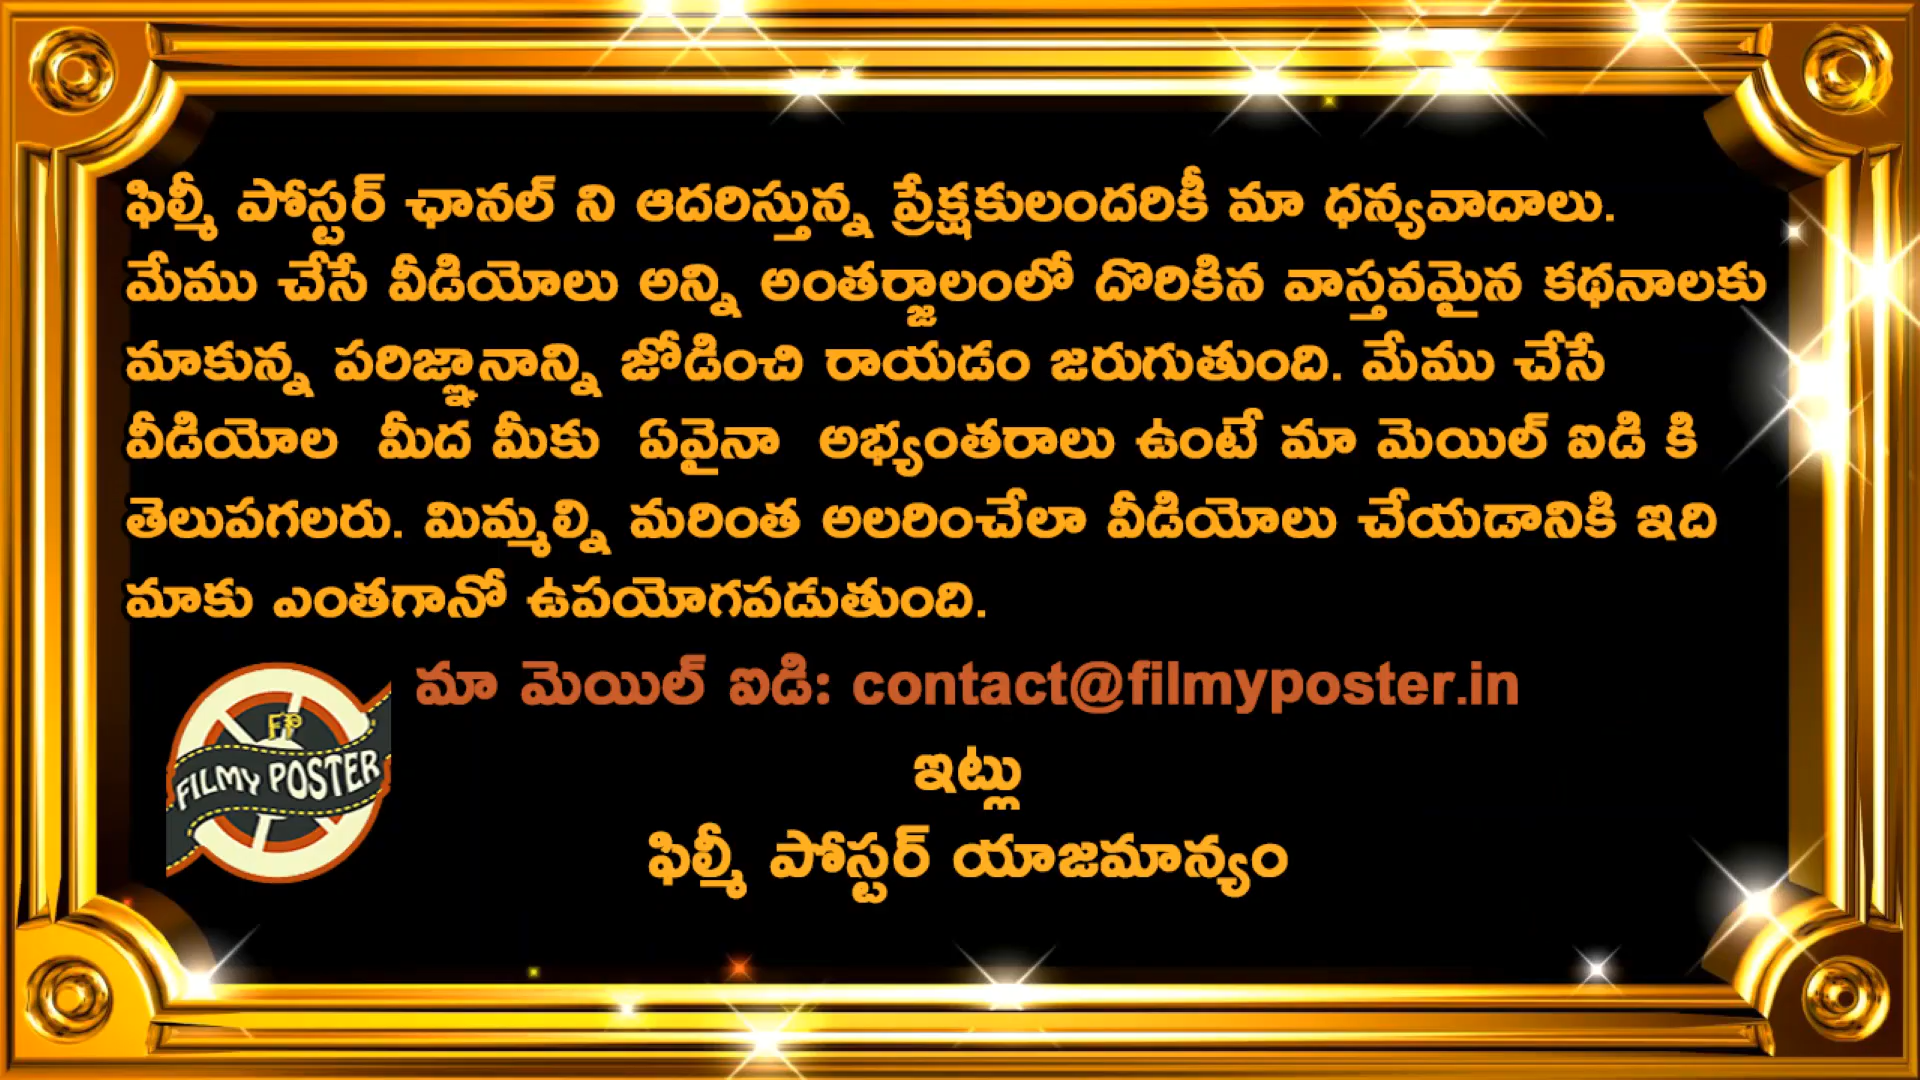 ఫిల్మీ పోస్టర్ ఛానల్ ని ఆదరిస్తున్న ప్రేక్షకులందరికీ మా ధన్యవాదాలు.
మేము చేసే వీడియోలు అన్ని అంతర్జాలంలో దొరికిన వాస్తవమైన కథనాలకు
మాకున్న పరిజ్ఞానాన్ని జోడించి రాయడం జరుగుతుంది. మేము చేసే
వీడియోల మీద మీకు ఏవైనా అభ్యంతరాలు ఉంటే మా మెయిల్ ఐడి కి
తెలుపగలరు. మిమ్మల్ని మరింత అలరించేలా వీడియోలు చేయడానికి ఇది
మాకు ఎంతగానో ఉపయోగపడుతుంది.
మా మెయిల్ ఐడి: contact@filmyposter.in
FP
FILMY POSTER
ఇట్లు
ఫిల్మీ పోస్టర్ యాజమాన్యం